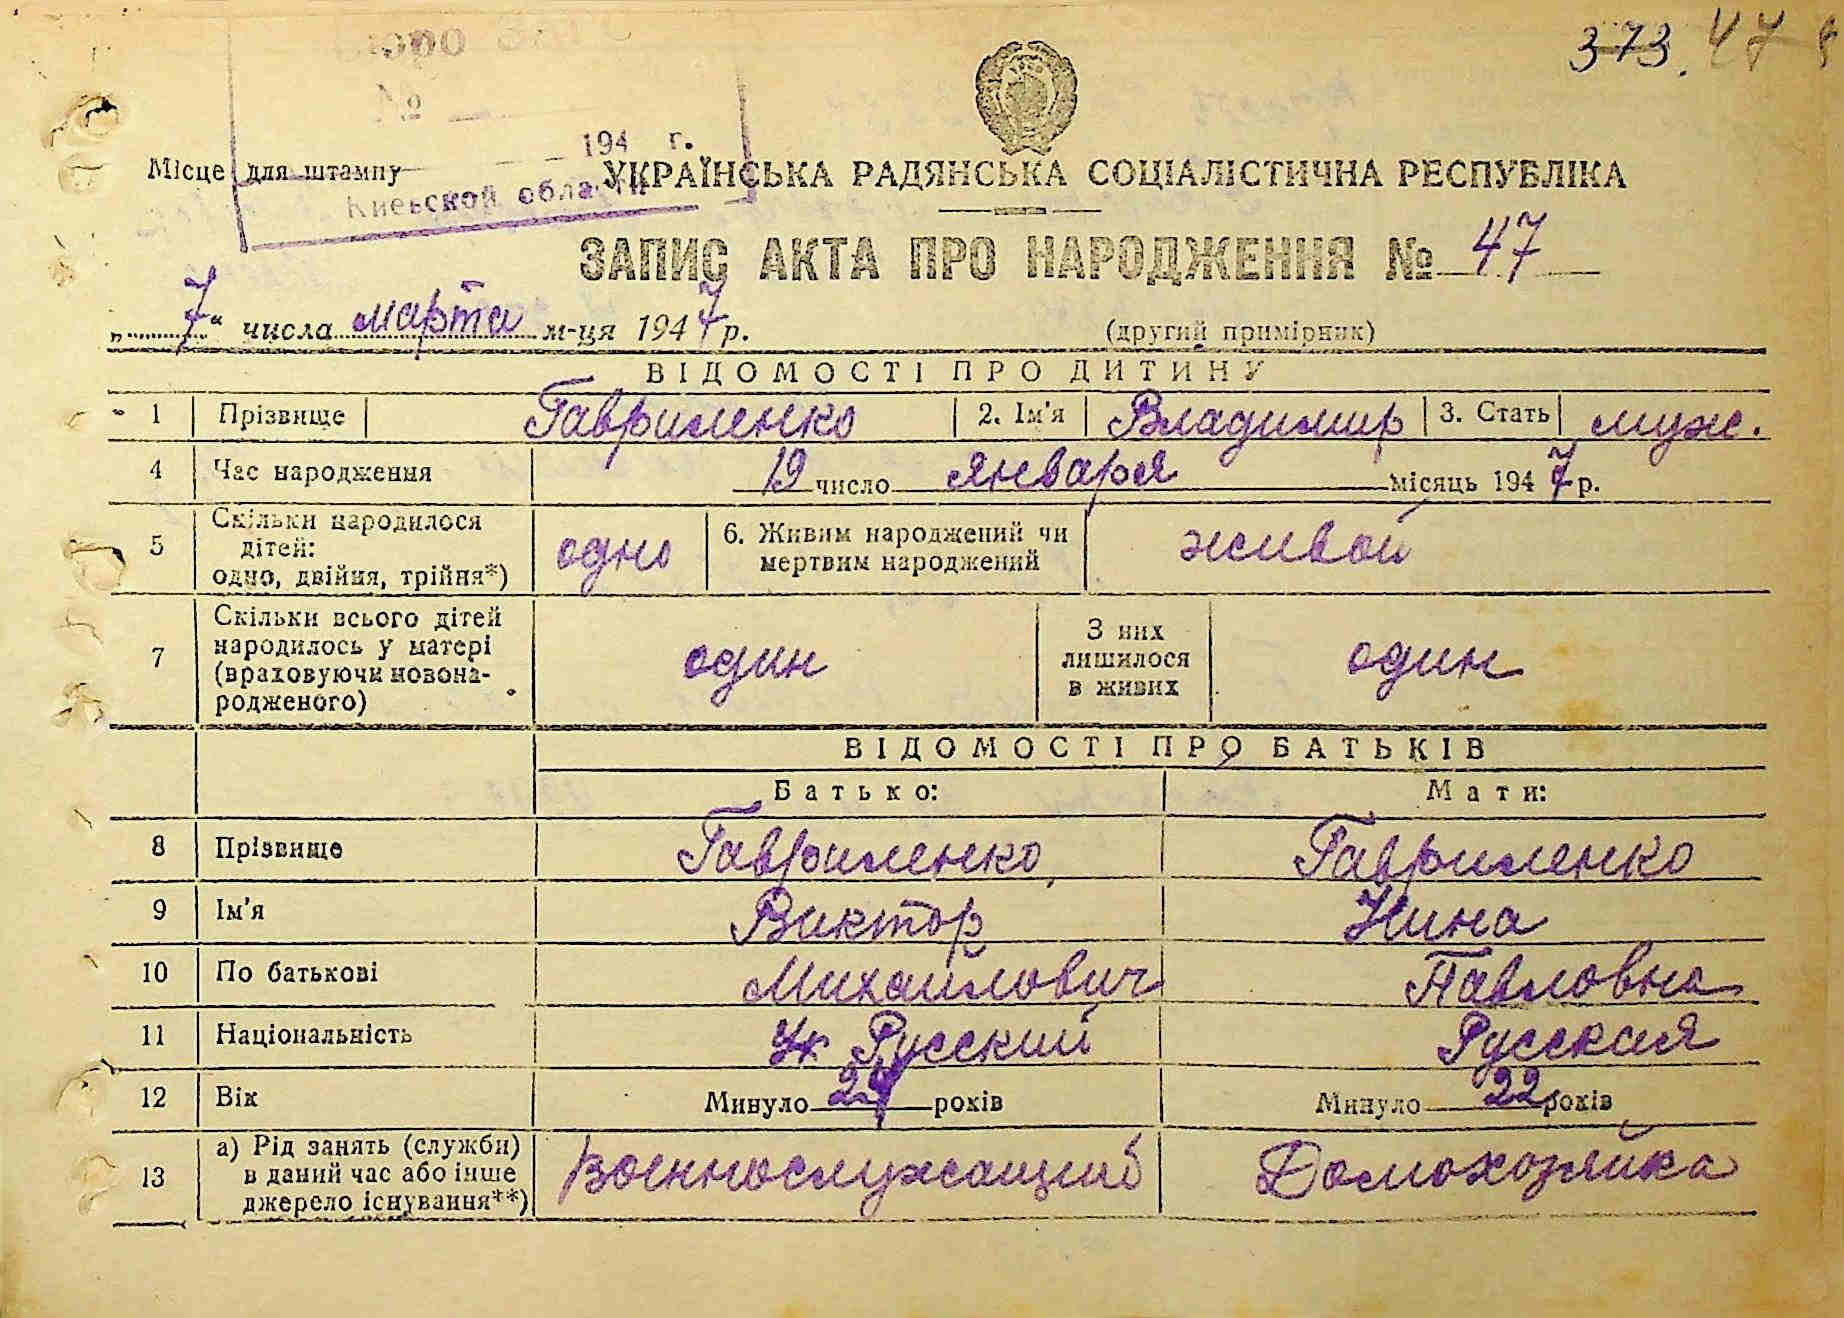 373. 47
№
194 г.
Місце для штампу
Киевской области
УКРАЇНСЬКА РАДЯНСЬКА СОЦІАЛІСТИЧНА РЕСПУБЛІКА
ЗАПИС АКТА ПРО НАРОДЖЕННЯ № 47
„7“ числа марта м-ця 1947 р. (другий примірник)
ВІДОМОСТІ ПРО ДИТИНУ
1 Прізвище Гавриленко 2. Ім'я Владимир 3. Стать муж.
4 Час народження 19 число января місяць 1947 р.
5 Скільки народилося дітей: одно, двійня, трійня*) одно 6. Живим народжений чи мертвим народжений живой
7 Скільки всього дітей народилось у матері (враховуючи новонародженого) один З них лишилося в живих один
ВІДОМОСТІ ПРО БАТЬКІВ
Батько: Мати:
8 Прізвище Гавриленко Гавриленко
9 Ім'я Виктор Нина
10 По батькові Михайлович Павловна
11 Національність Ук Русский Русская
12 Вік Минуло 24 років Минуло 22 років
13 а) Рід занять (служби) в даний час або інше джерело існування**) Военнослужащий Домохозяйка